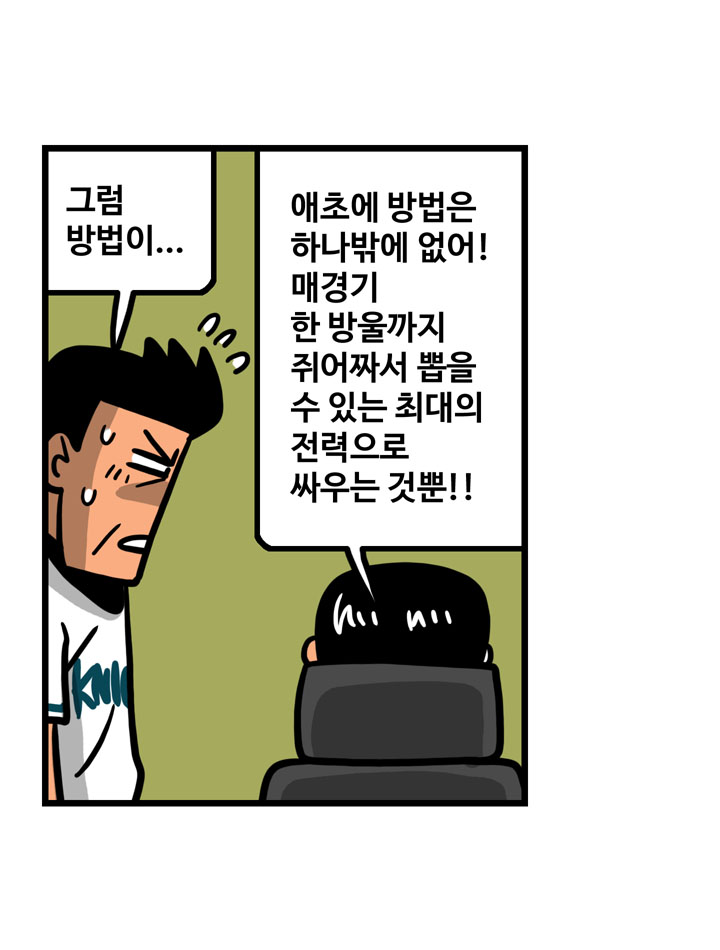 그럼
방법이...
애초에 방법은
하나밖에 없어!
매경기
한 방울까지
쥐어짜서 뽑을
수 있는 최대의
전력으로
싸우는 것뿐!!
KNIG